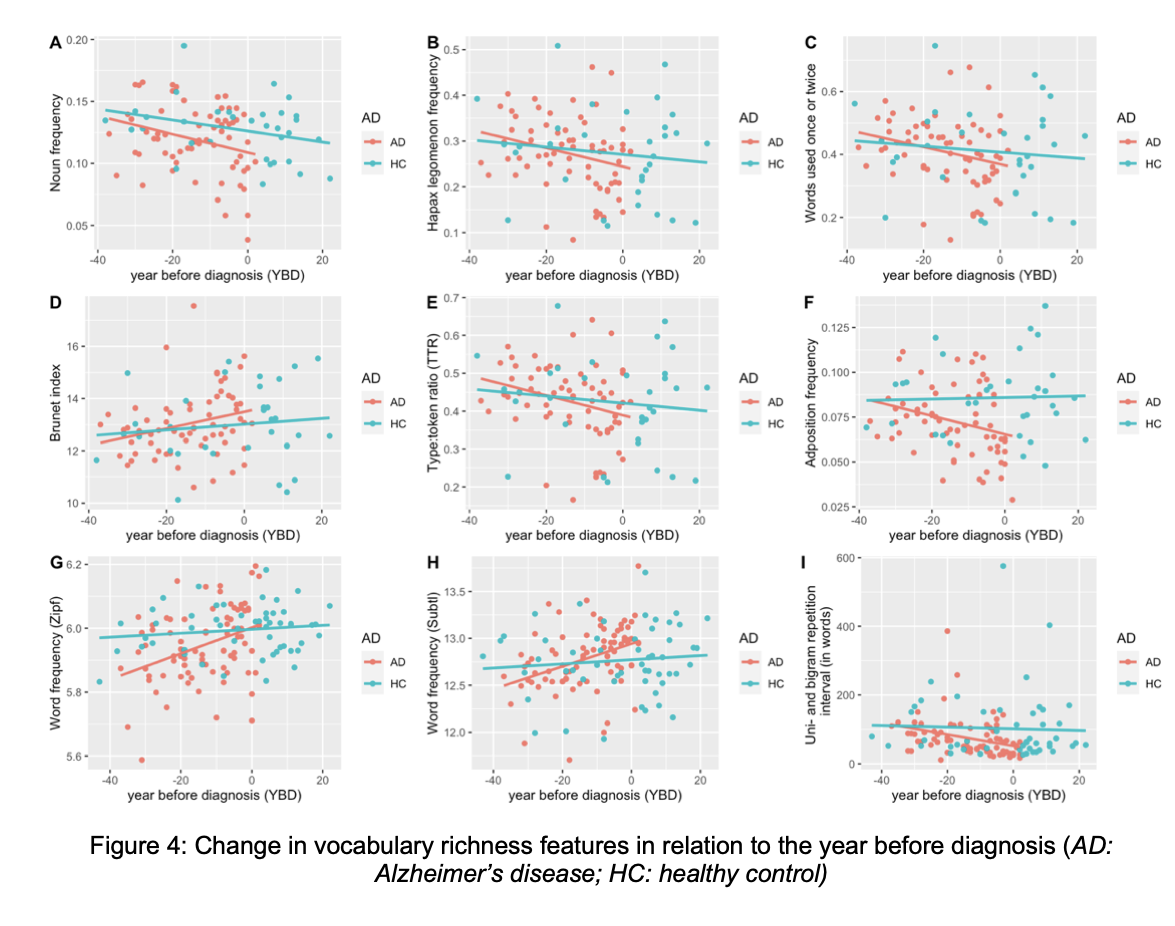 A
Noun frequency
0.20
0.15
0.10
0.05
-40 -20 0 20
year before diagnosis (YBD)
AD
AD
HC
B
Hapax legomenon frequency
0.5
0.4
0.3
0.2
0.1
-40 -20 0 20
year before diagnosis (YBD)
AD
AD
HC
C
Words used once or twice
0.6
0.4
0.2
-40 -20 0 20
year before diagnosis (YBD)
AD
AD
HC
D
Brunet index
16
14
12
10
-40 -20 0 20
year before diagnosis (YBD)
AD
AD
HC
E
Type:token ratio (TTR)
0.7
0.6
0.5
0.4
0.3
0.2
-40 -20 0 20
year before diagnosis (YBD)
AD
AD
HC
F
Adposition frequency
0.125
0.100
0.075
0.050
0.025
-40 -20 0 20
year before diagnosis (YBD)
AD
AD
HC
G
Word frequency (Zipf)
6.2
6.0
5.8
5.6
-40 -20 0 20
year before diagnosis (YBD)
AD
AD
HC
H
Word frequency (Subtl)
13.5
13.0
12.5
12.0
-40 -20 0 20
year before diagnosis (YBD)
AD
AD
HC
I
Uni- and bigram repetition
interval (in words)
600
400
200
0
-40 -20 0 20
year before diagnosis (YBD)
AD
AD
HC
Figure 4: Change in vocabulary richness features in relation to the year before diagnosis (AD:
Alzheimer's disease; HC: healthy control)